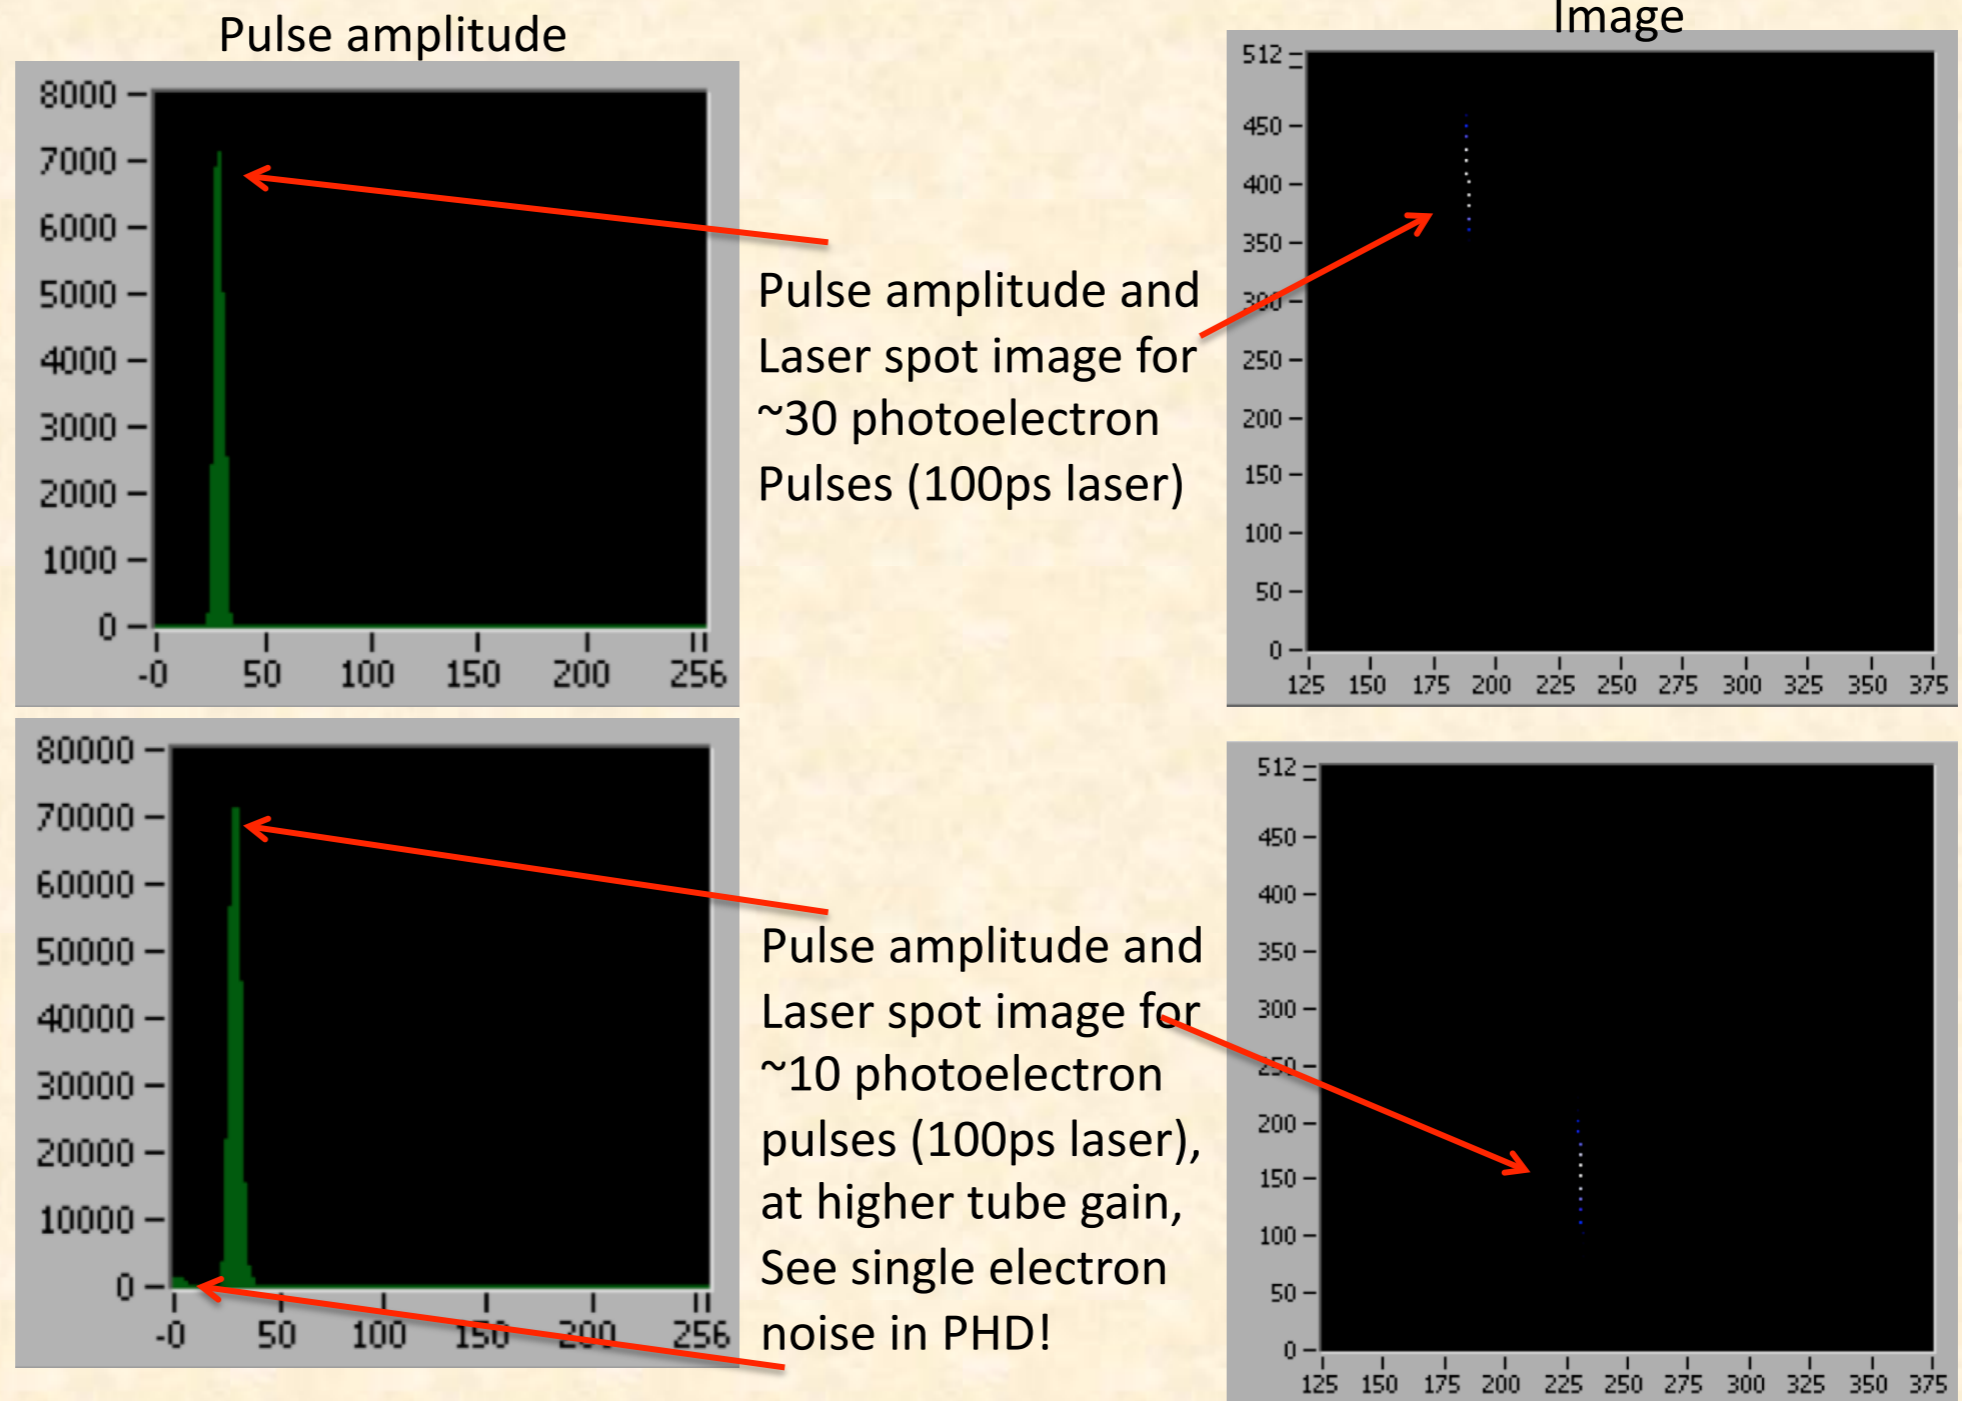 Pulse amplitude
Image
8000
7000
6000
5000
4000
3000
2000
1000
0
-0 50 100 150 200 256
Pulse amplitude and
Laser spot image for
~30 photoelectron
Pulses (100ps laser)
512
450
400
350
300
250
200
150
100
50
0
125 150 175 200 225 250 275 300 325 350 375
80000
70000
60000
50000
40000
30000
20000
10000
0
-0 50 100 150 200 256
Pulse amplitude and
Laser spot image for
~10 photoelectron
pulses (100ps laser),
at higher tube gain,
See single electron
noise in PHD!
512
450
400
350
300
250
200
150
100
50
0
125 150 175 200 225 250 275 300 325 350 375